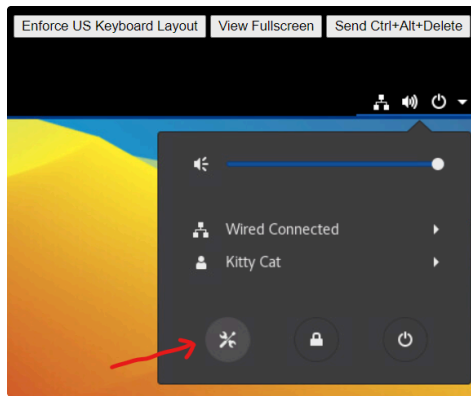 Enforce US Keyboard Layout View Fullscreen Send Ctrl+Alt+Delete
Wired Connected
Kitty Cat